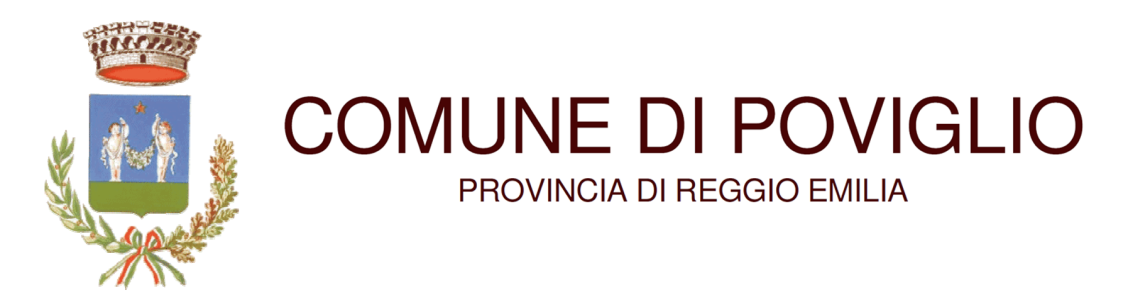 COMUNE DI POVIGLIO
PROVINCIA DI REGGIO EMILIA